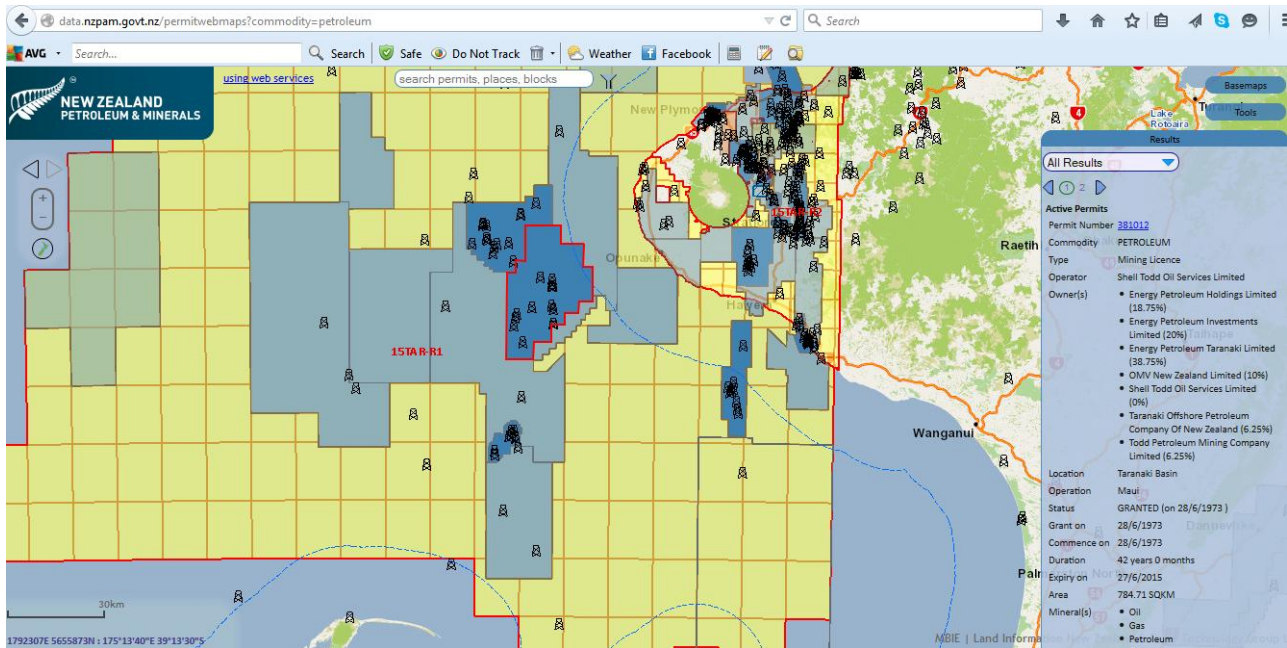 data.nzpam.govt.nz/permitwebmaps?commodity=petroleum
Search
AVG
Search...
Search
Safe
Do Not Track
Weather
Facebook
NEW ZEALAND
PETROLEUM & MINERALS
using web services
search permits, places, blocks
Basemaps
Tools
New Plymo
Lake
Rotoaira
4
Results
All Results
1 2
Active Permits
Permit Number 381012
Commodity PETROLEUM
Type Mining Licence
Operator Shell Todd Oil Services Limited
Owner(s)
• Energy Petroleum Holdings Limited
(18.75%)
• Energy Petroleum Investments
Limited (20%)
• Energy Petroleum Taranaki Limited
(38.75%)
• OMV New Zealand Limited (10%)
• Shell Todd Oil Services Limited
(0%)
• Taranaki Offshore Petroleum
Company Of New Zealand (6.25%)
• Todd Petroleum Mining Company
Limited (6.25%)
Location Taranaki Basin
Operation Maui
Status GRANTED (on 28/6/1973 )
Grant on 28/6/1973
Commence on 28/6/1973
Duration 42 years 0 months
Expiry on 27/6/2015
Area 784.71 SQKM
Mineral(s)
• Oil
• Gas
• Petroleum
15TAR-R2
Raetih
Opunake
Hawe
15TAR-R1
Wanganui
30km
1792307E 5655873N : 175°13'40"E 39°13'30"S
MBIE | Land Informa